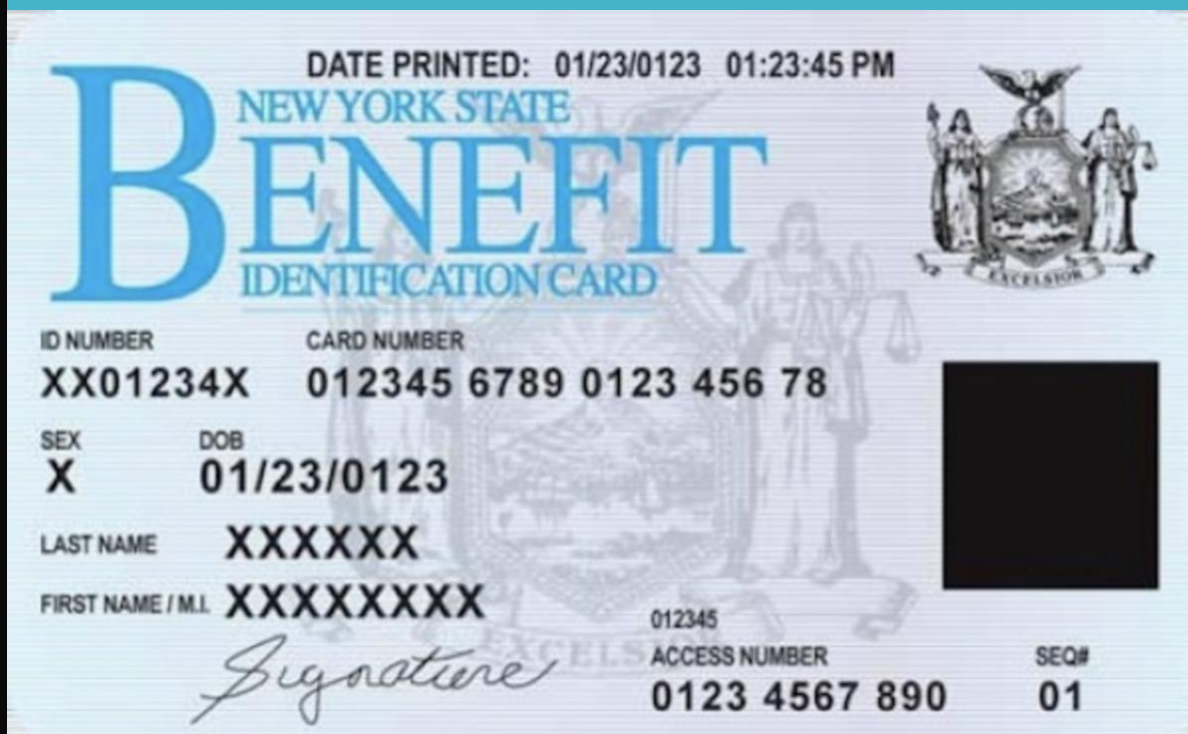 DATE PRINTED: 01/23/0123 01:23:45 PM
NEW YORK STATE
BENEFIT
IDENTIFICATION CARD
EXCELSIOR
ID NUMBER CARD NUMBER
XX01234X 012345 6789 0123 456 78
SEX DOB
X 01/23/0123
LAST NAME XXXXXX
FIRST NAME / M.I. XXXXXXXX
Signature
EXCELSIOR
012345
ACCESS NUMBER SEQ#
0123 4567 890 01